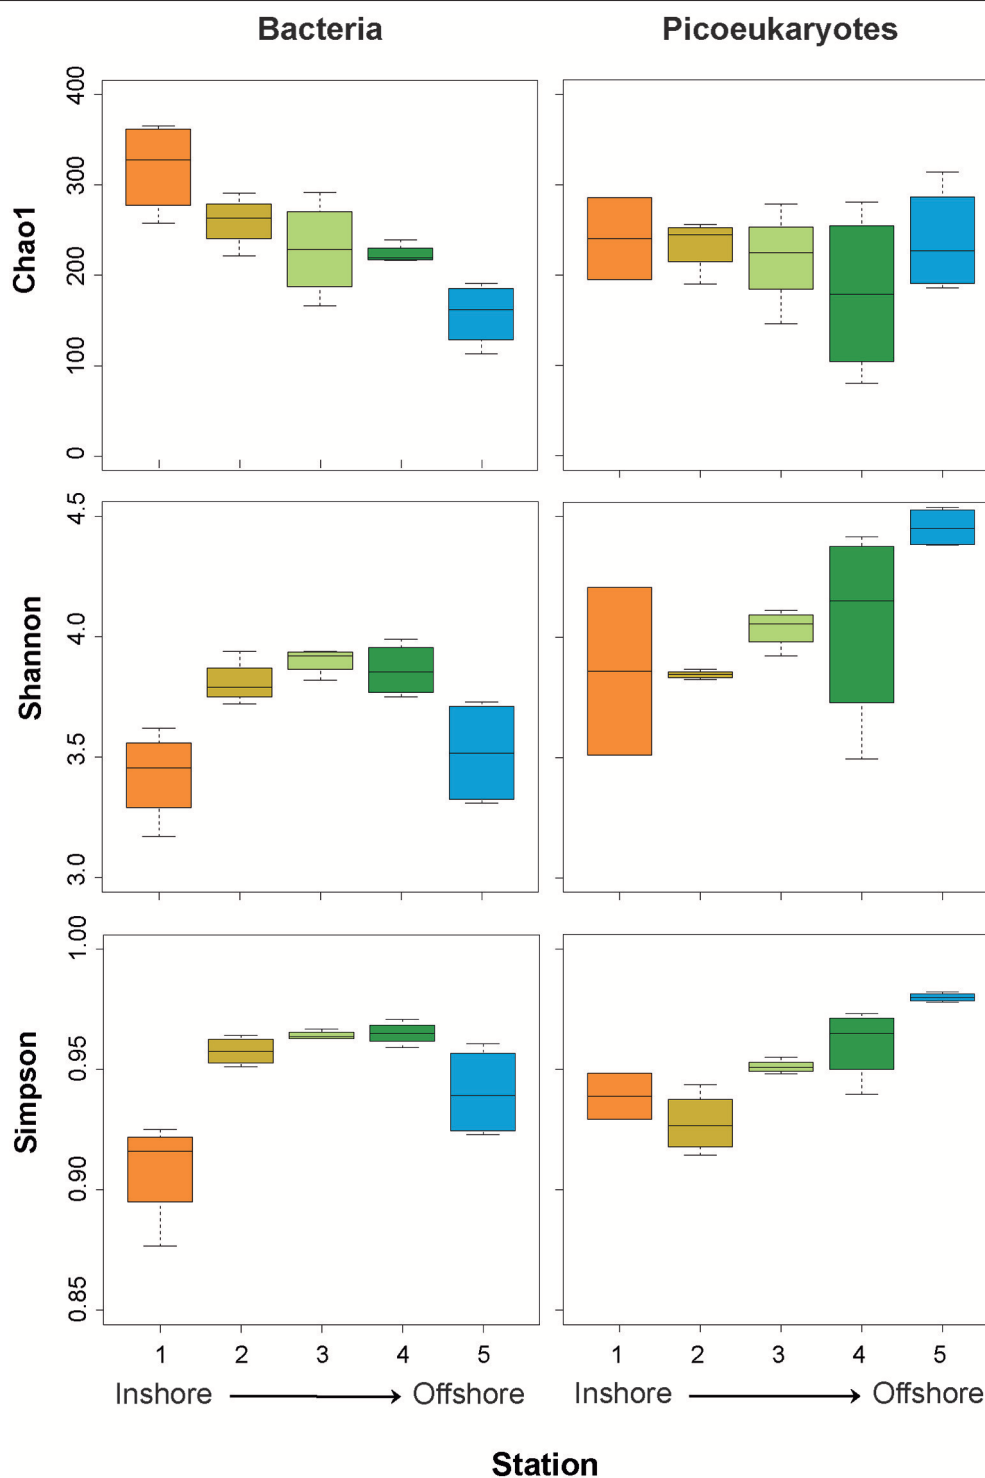 Bacteria Picoeukaryotes
Chao1
400
300
200
100
0
Shannon
4.5
4.0
3.5
3.0
Simpson
1.00
0.95
0.90
0.85
1 2 3 4 5 1 2 3 4 5
Inshore Offshore Inshore Offshore
Station